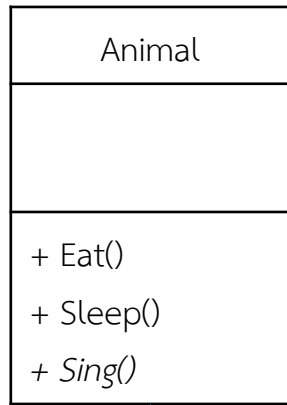 Animal
+ Eat()
+ Sleep()
+ Sing()